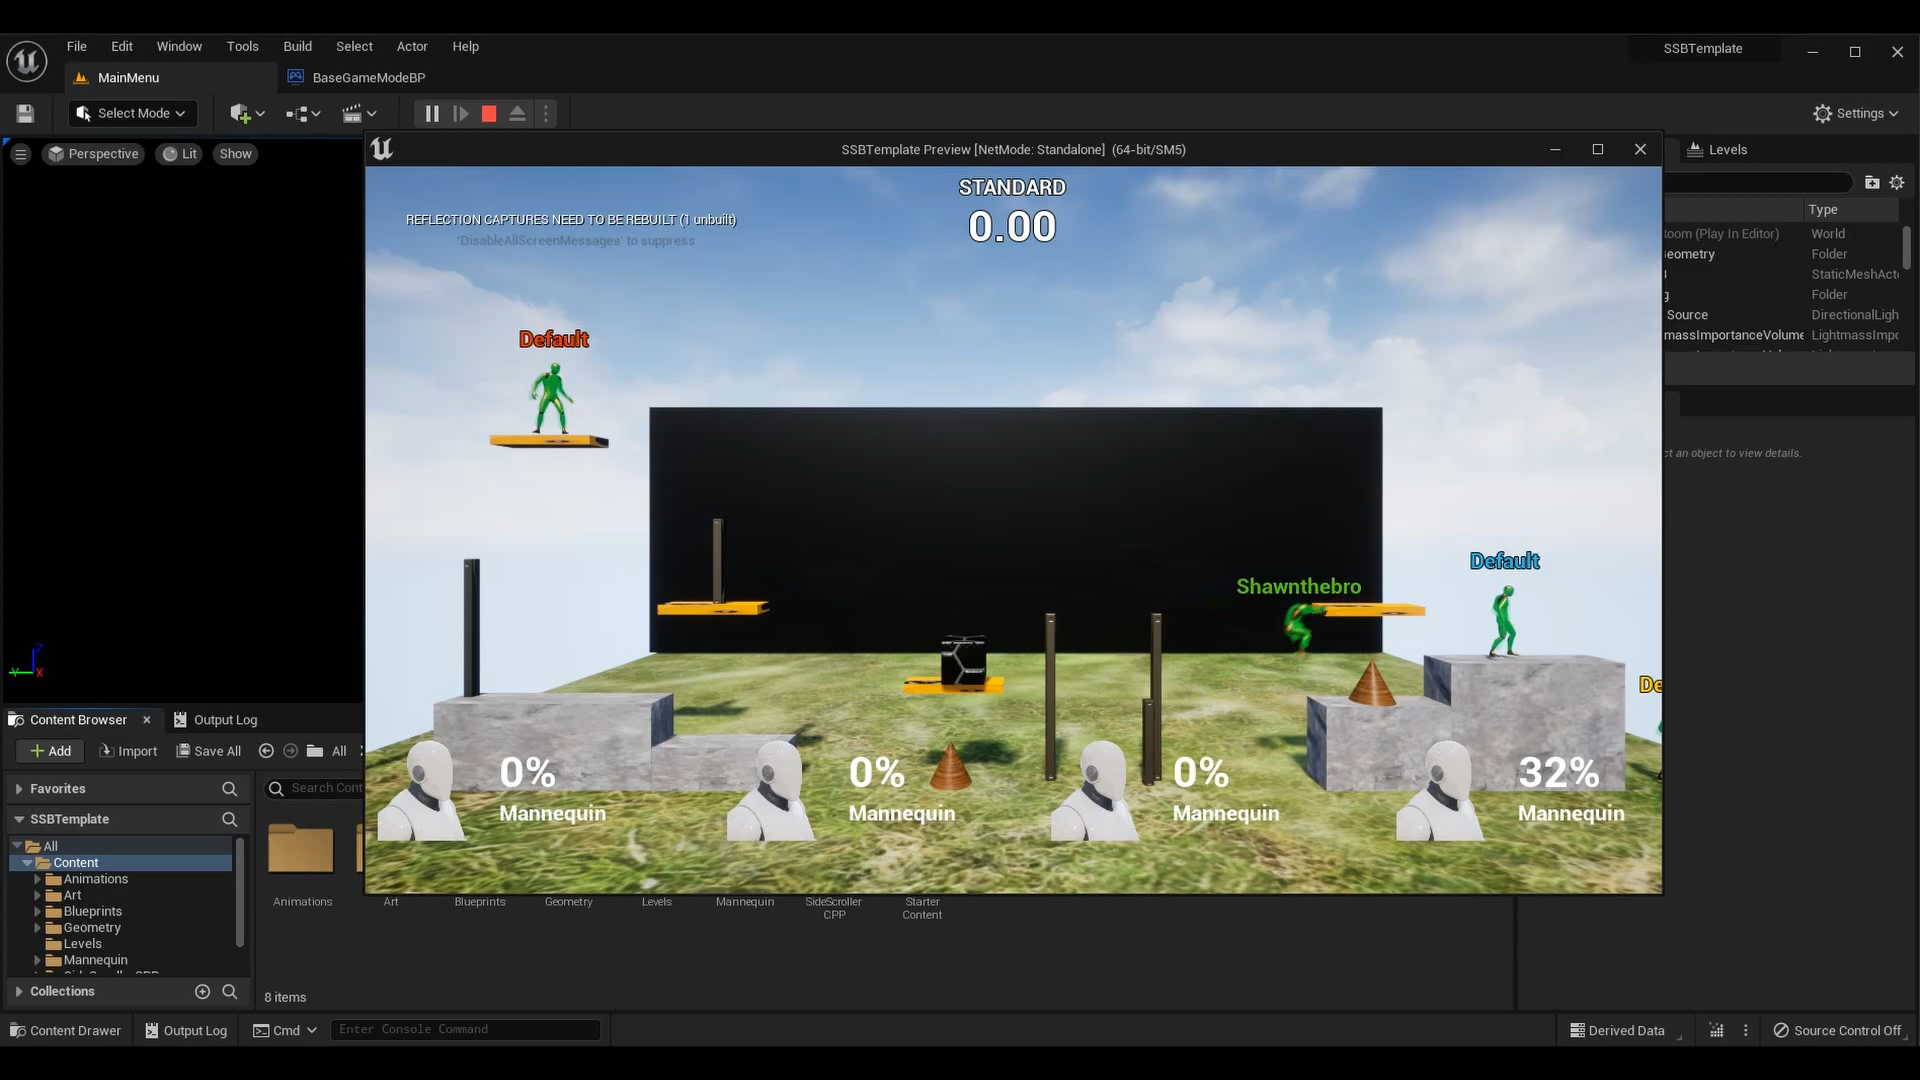 File Edit Window Tools Build Select Actor Help
SSBTemplate
MainMenu
BaseGameModeBP
Select Mode
Settings
Perspective
Lit
Show
SSBTemplate Preview [NetMode: Standalone] (64-bit/SM5)
Levels
STANDARD
0.00
REFLECTION CAPTURES NEED TO BE REBUILT (1 unbuilt)
'DisableAllScreenMessages' to suppress
Type
(Play In Editor) World
Folder
Folder
Source
Default
Default
Shawnthebro
ct an object to view details.
0%
Mannequin
0%
Mannequin
0%
Mannequin
32%
Mannequin
Content Browser
Output Log
Add
Import
Save All
All
Favorites
SSBTemplate
All
Content
Animations
Art
Blueprints
Geometry
Levels
Mannequin
Collections
Animations
Art
Blueprints
Geometry
Levels
Mannequin
SideScroller
CPP
Starter
Content
8 items
Content Drawer
Output Log
Cmd
Enter Console Command
Derived Data
Source Control Off